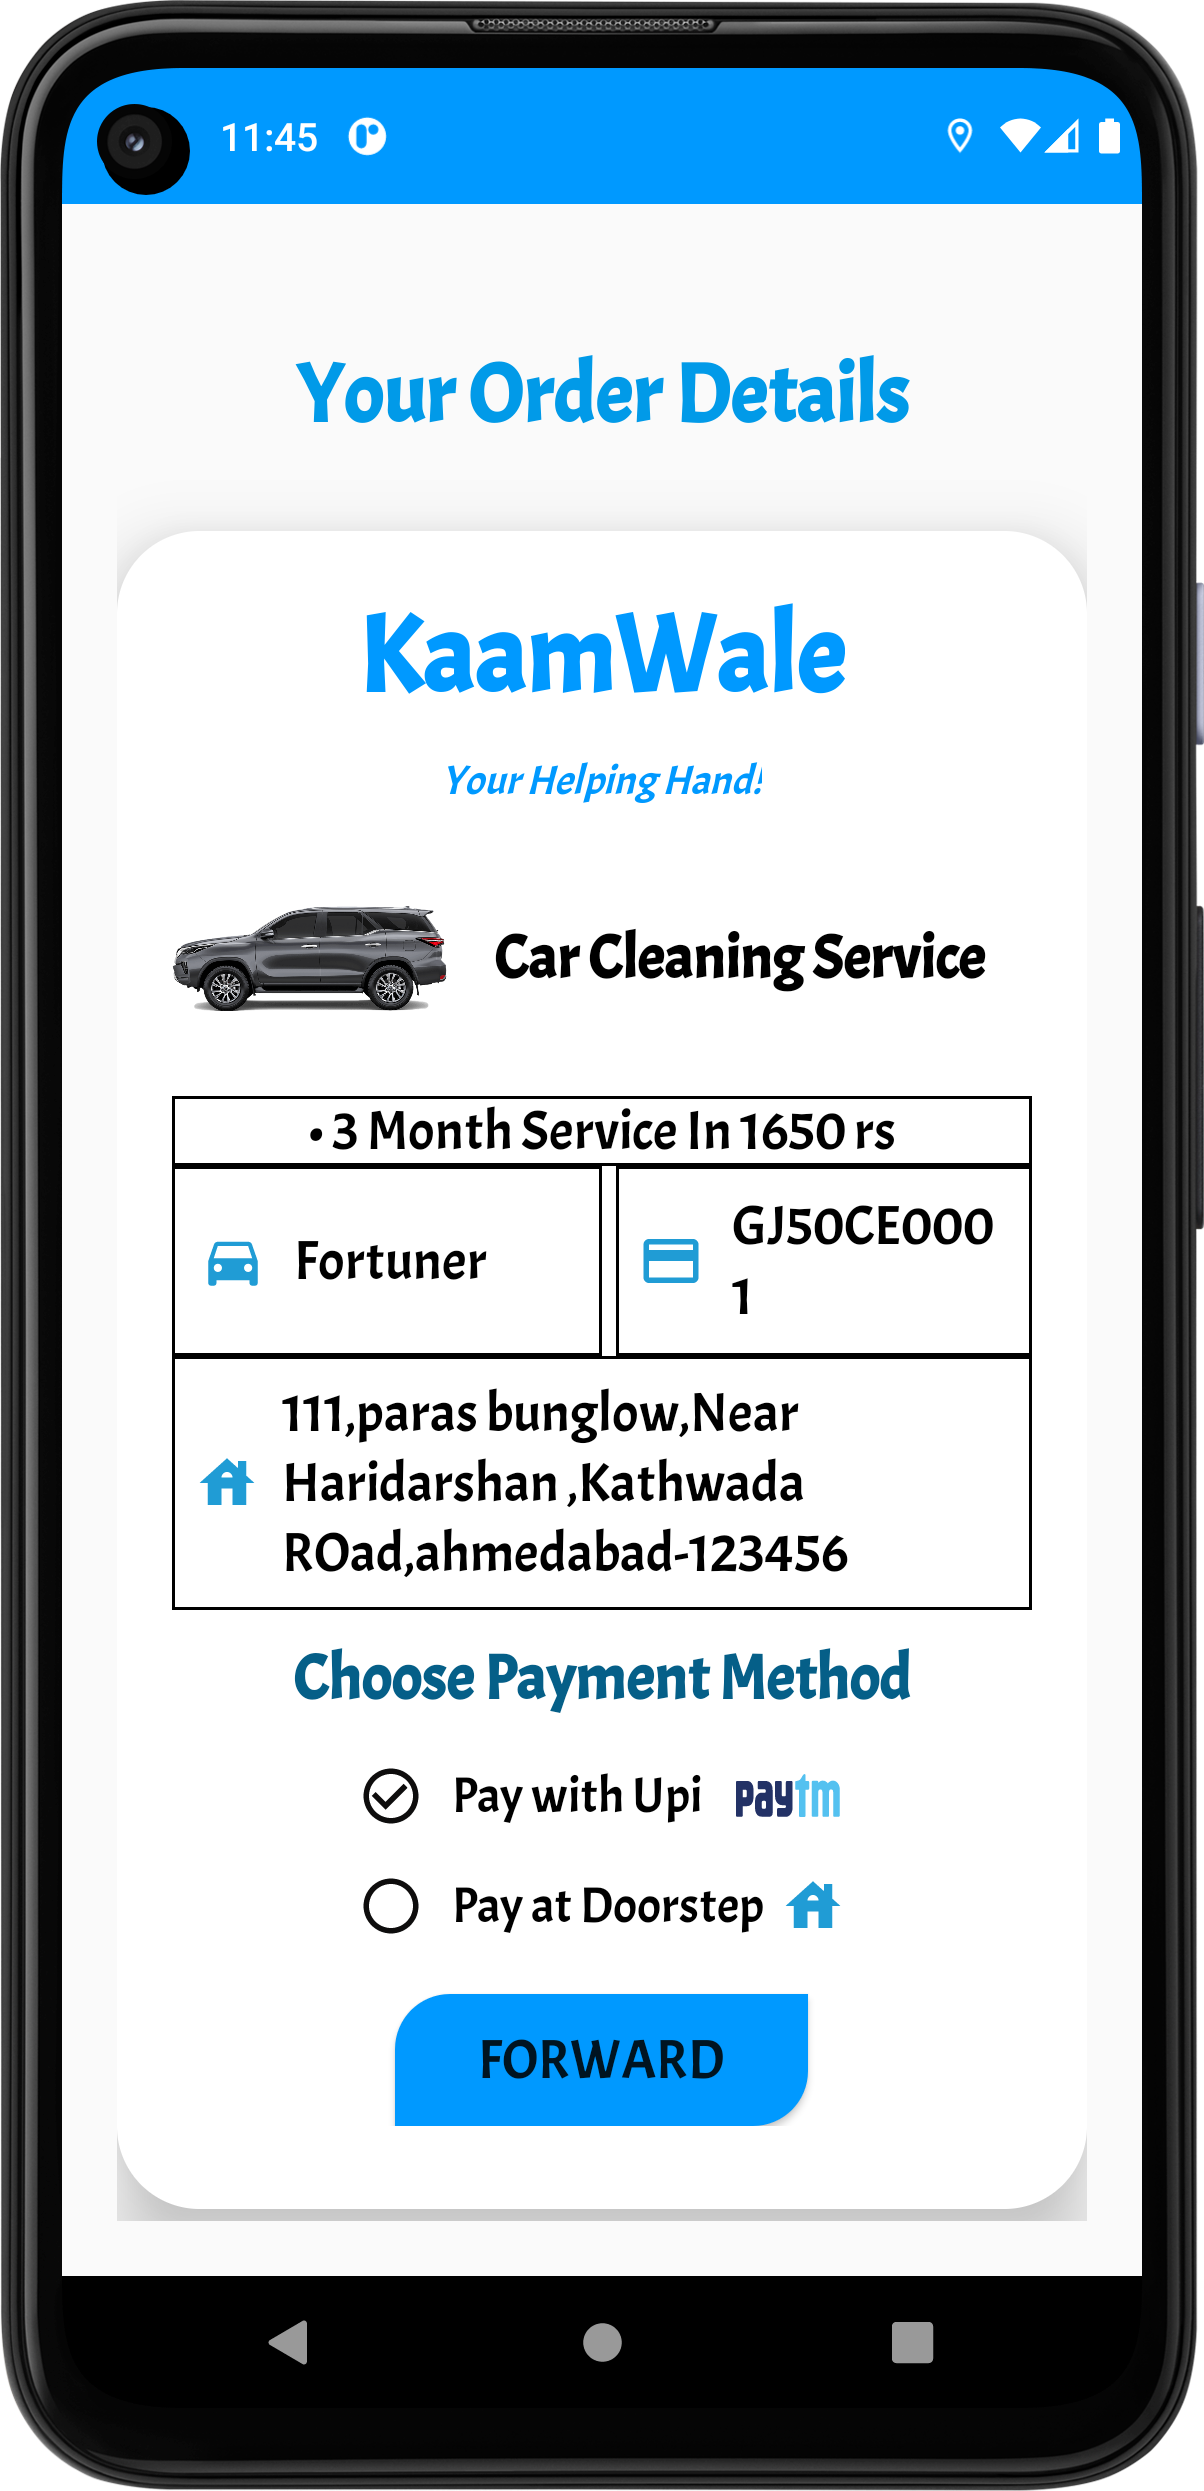 11:45
Your Order Details
KaamWale
Your Helping Hand!
Car Cleaning Service
• 3 Month Service In 1650 rs
Fortuner
GJ50CE000
1
111,paras bunglow,Near
Haridarshan ,Kathwada
ROad,ahmedabad-123456
Choose Payment Method
Pay with Upi paytm
Pay at Doorstep
FORWARD